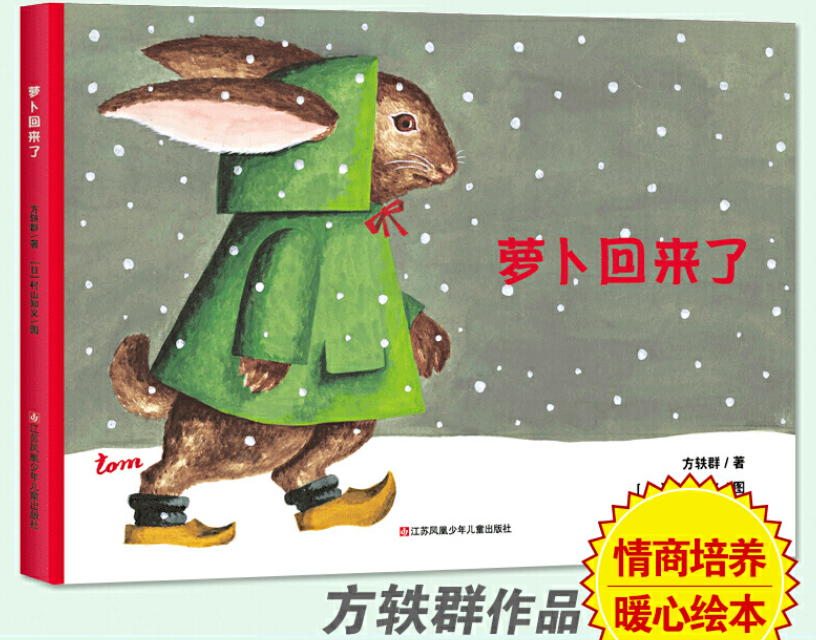 萝卜回来了
方轶群/著 [日]村山知义/图
江苏凤凰少年儿童出版社
萝卜回来了
tom
方轶群/著
[
图
江苏凤凰少年儿童出版社
情商培养
暖心绘本
方轶群作品